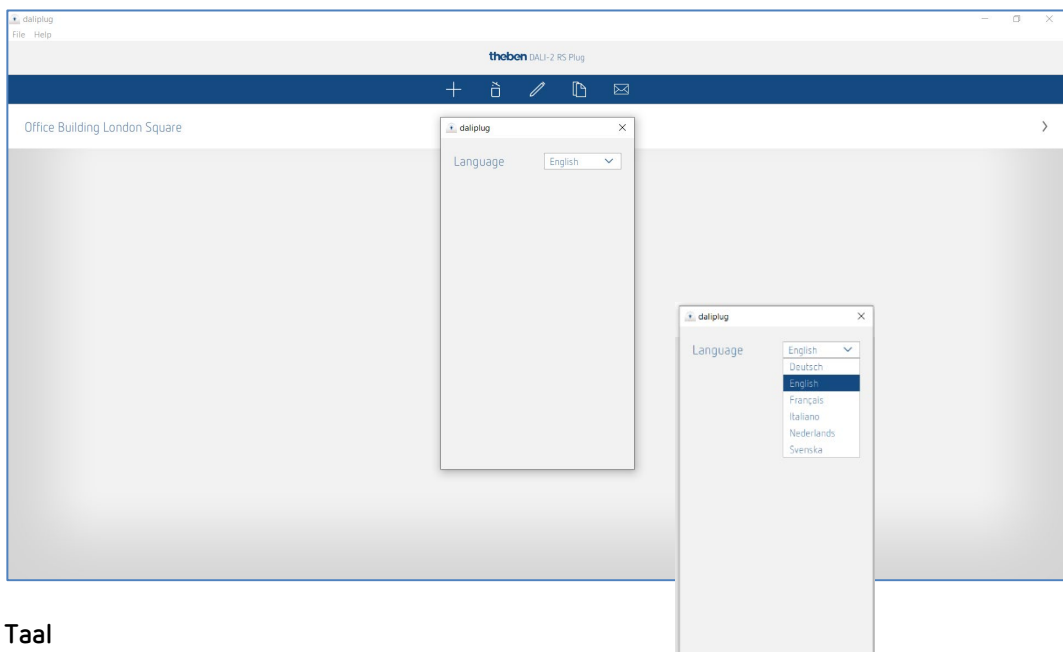 daliplug
File Help
theben DALI-2 RS Plug
Office Building London Square
daliplug
Language English
daliplug
Language English
Deutsch
English
Français
Italiano
Nederlands
Svenska
Taal